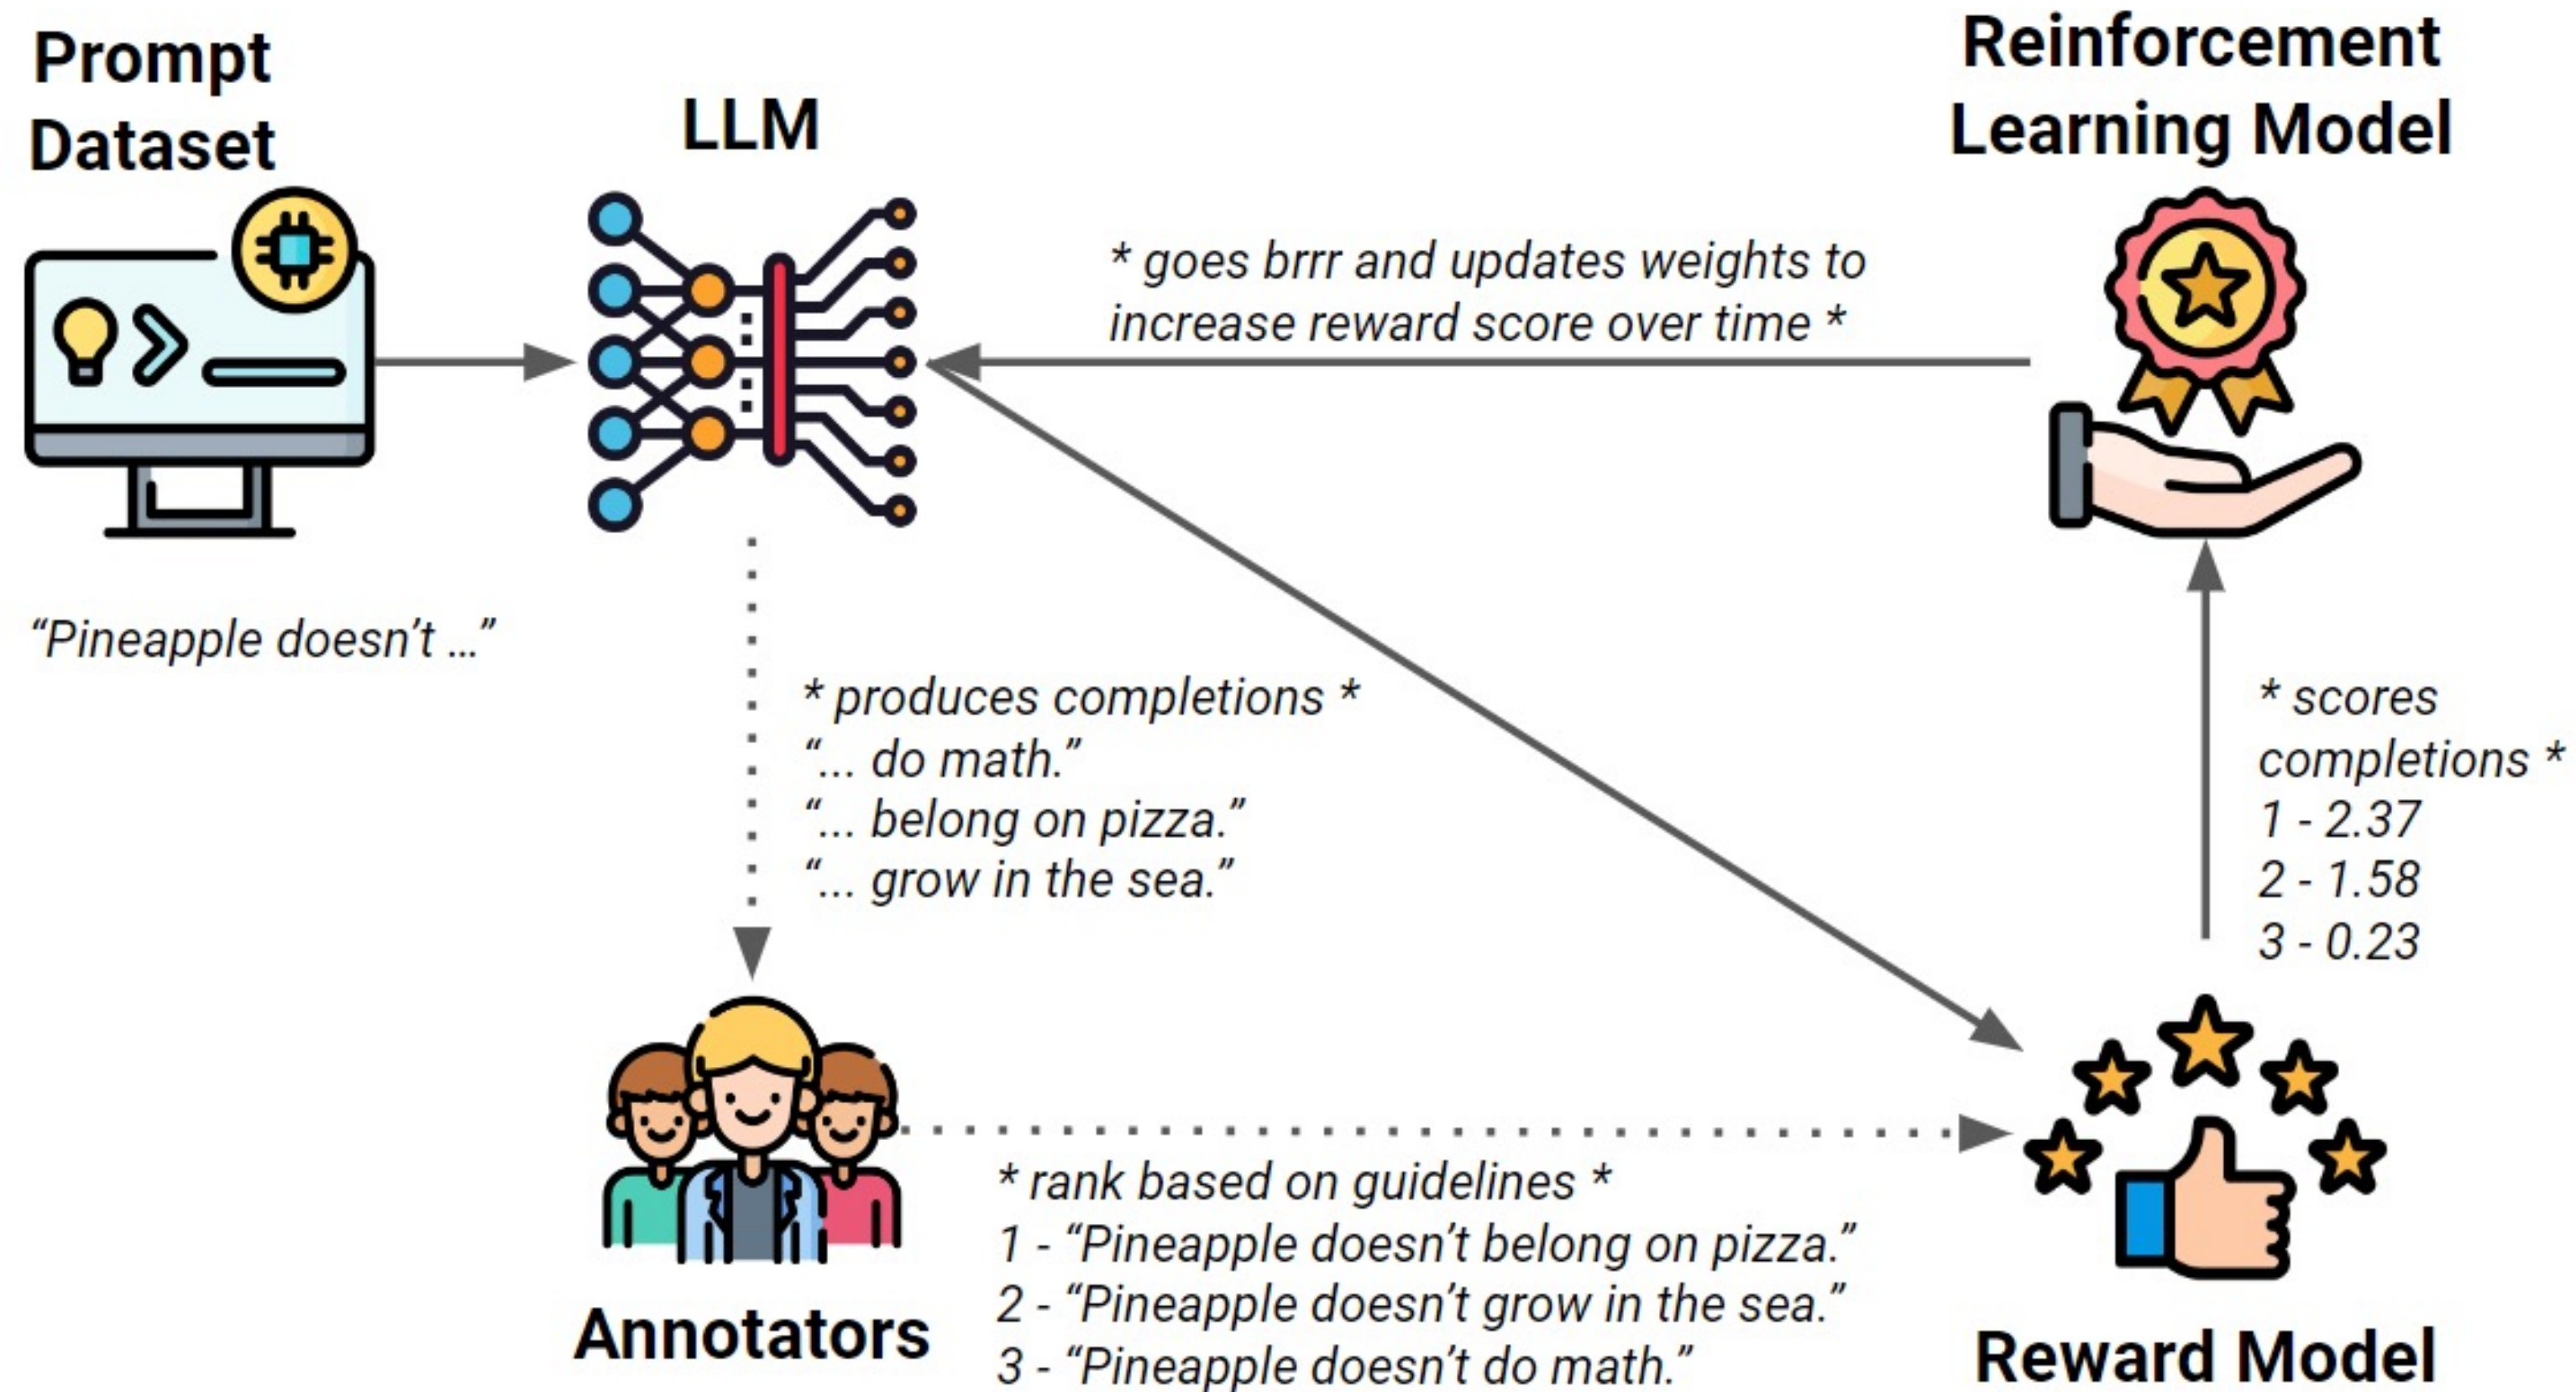 Prompt
Dataset
LLM
Reinforcement
Learning Model
* goes brrr and updates weights to
increase reward score over time *
“Pineapple doesn’t ...”
* produces completions *
“... do math.”
“... belong on pizza.”
“... grow in the sea.”
* scores
completions *
1 - 2.37
2 - 1.58
3 - 0.23
Annotators
* rank based on guidelines *
1 - “Pineapple doesn’t belong on pizza.”
2 - “Pineapple doesn’t grow in the sea.”
3 - “Pineapple doesn’t do math.”
Reward Model